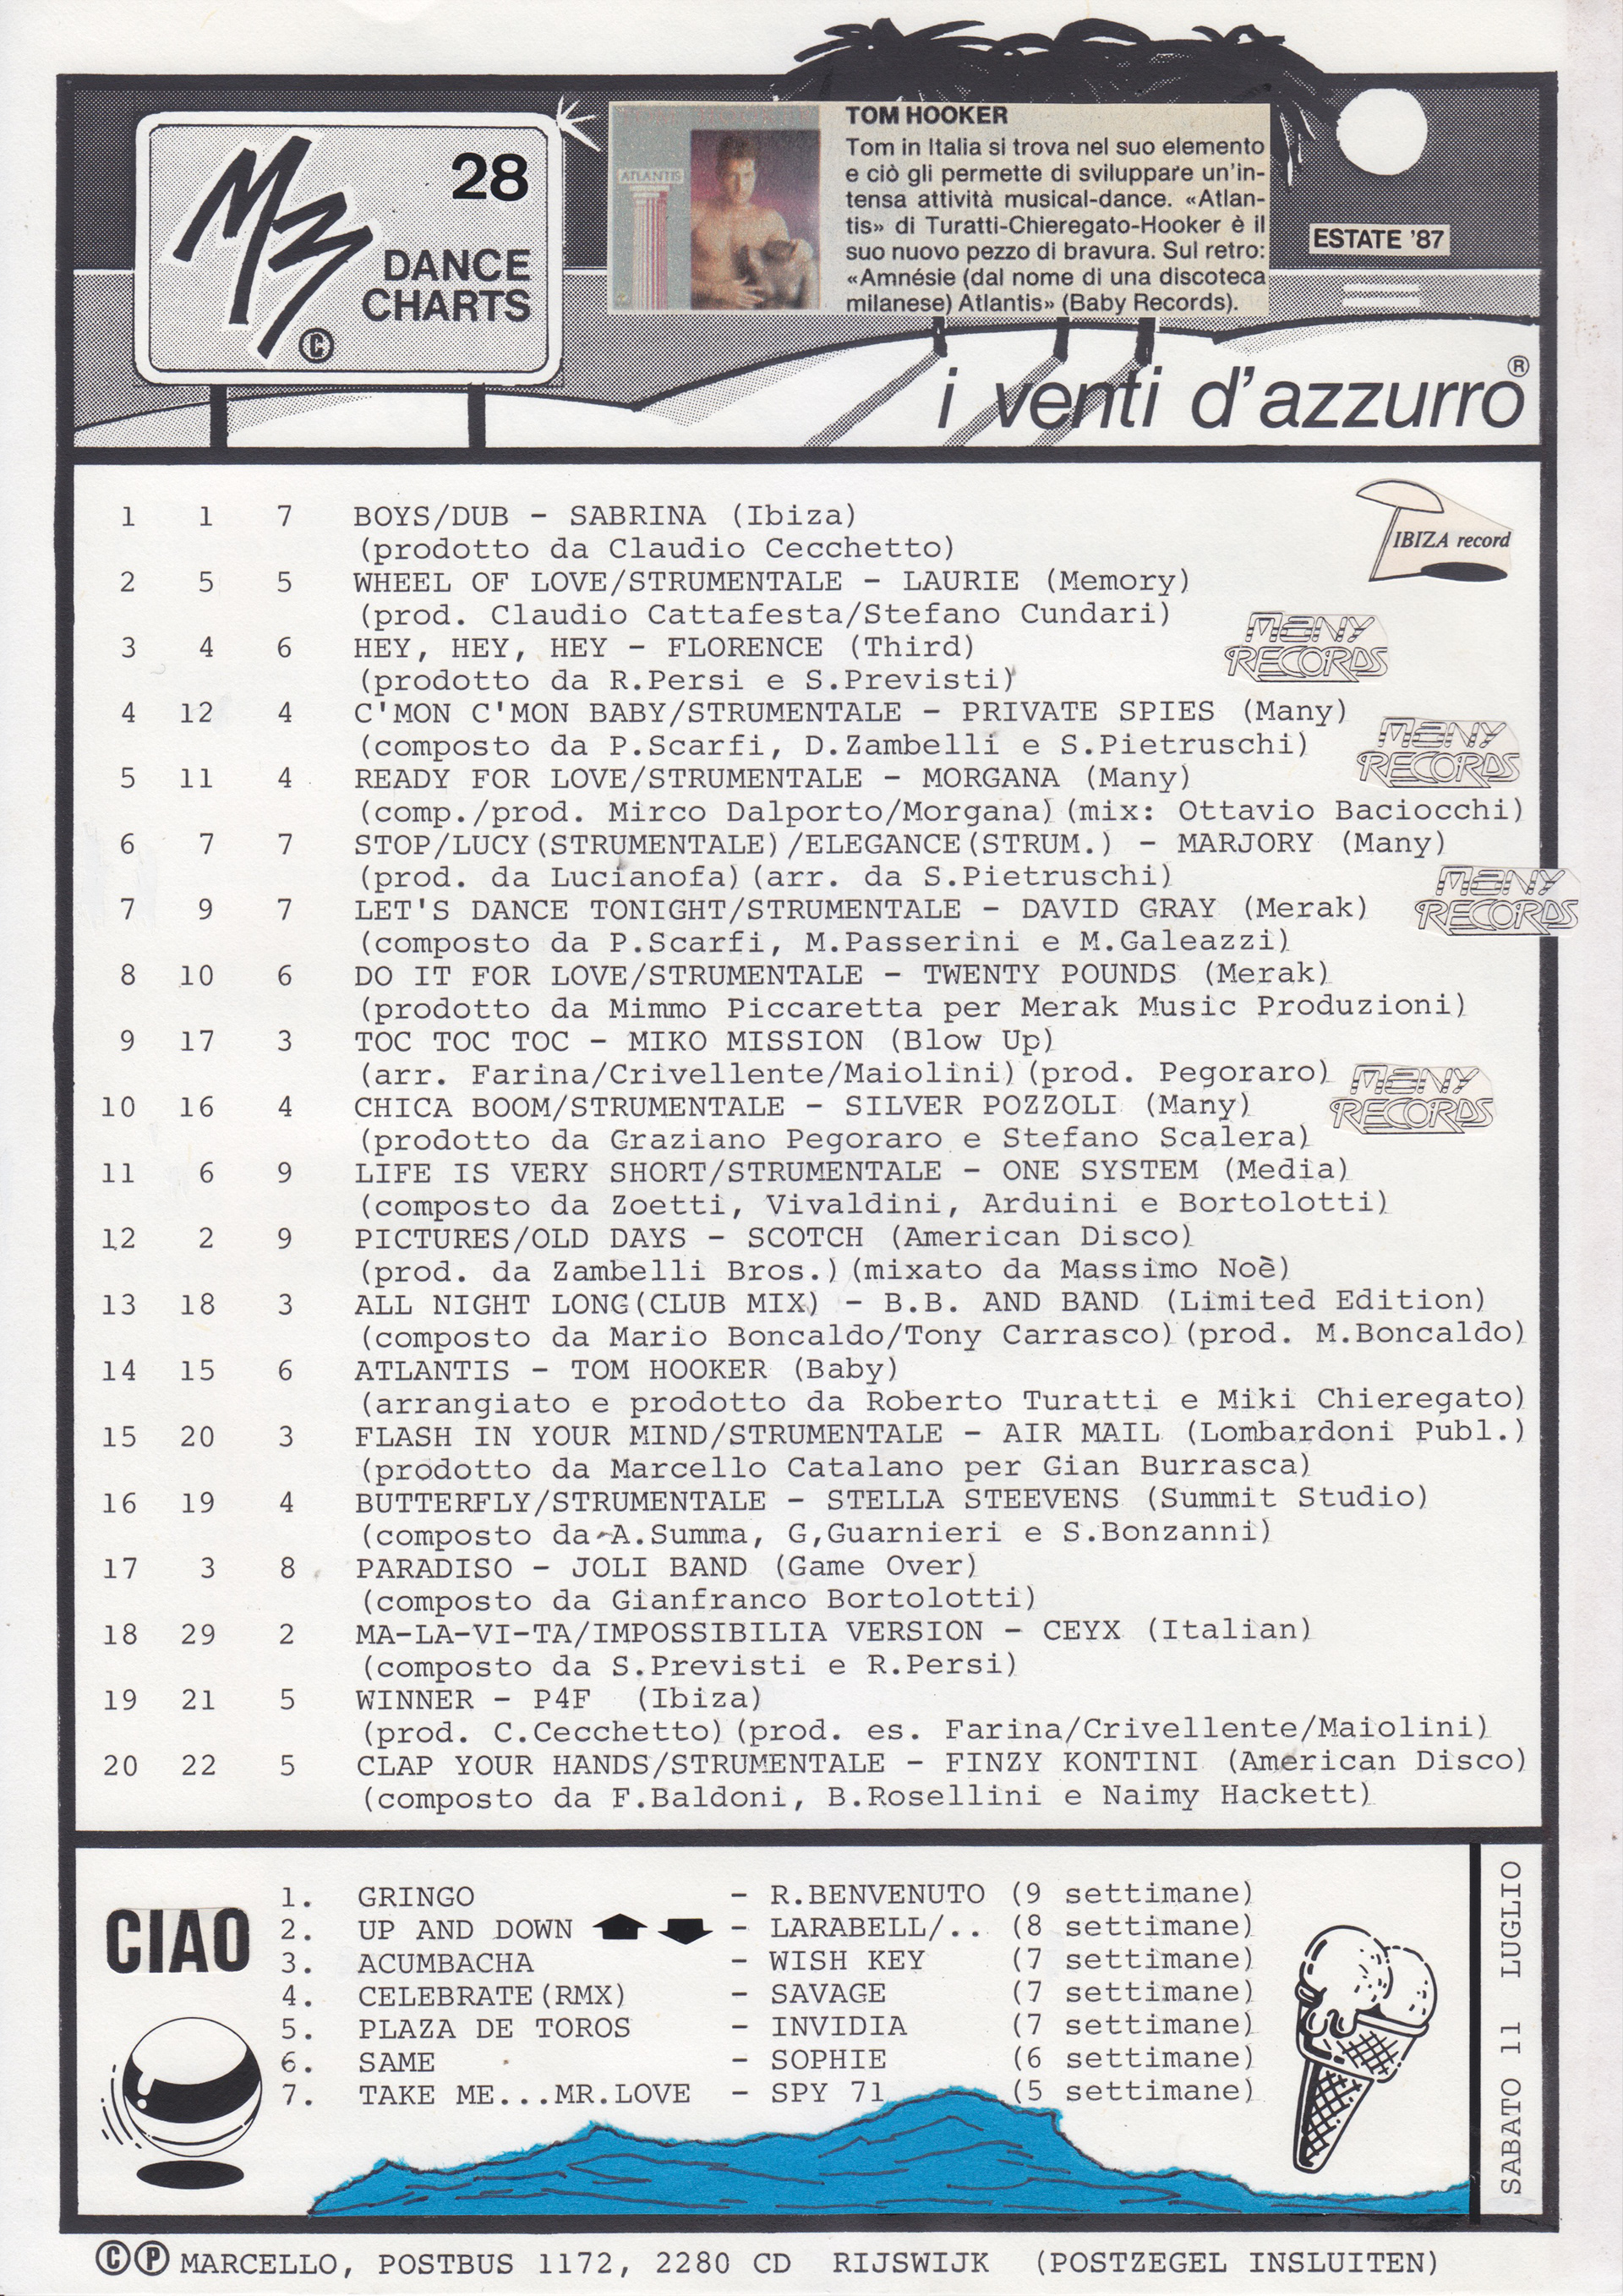 M3
28
DANCE
CHARTS
©
ATLANTIS
TOM HOOKER
Tom in Italia si trova nel suo elemento
e ciò gli permette di sviluppare un'in-
tensa attività musical-dance. «Atlan-
tis» di Turatti-Chieregato-Hooker è il
suo nuovo pezzo di bravura. Sul retro:
«Amnésie (dal nome di una discoteca
milanese) Atlantis» (Baby Records).
ESTATE '87
i venti d'azzurro®
1 1 7 BOYS/DUB - SABRINA (Ibiza)
(prodotto da Claudio Cecchetto)
IBIZA record
2 5 5 WHEEL OF LOVE/STRUMENTALE - LAURIE (Memory)
(prod. Claudio Cattafesta/Stefano Cundari)
3 4 6 HEY, HEY, HEY - FLORENCE (Third)
(prodotto da R.Persi e S.Previsti)
MANY
RECORDS
4 12 4 C'MON C'MON BABY/STRUMENTALE - PRIVATE SPIES (Many)
(composto da P.Scarfi, D.Zambelli e S.Pietruschi)
MANY
RECORDS
5 11 4 READY FOR LOVE/STRUMENTALE - MORGANA (Many)
(comp./prod. Mirco Dalporto/Morgana)(mix: Ottavio Baciocchi)
6 7 7 STOP/LUCY(STRUMENTALE)/ELEGANCE(STRUM.) - MARJORY (Many)
(prod. da Lucianofa)(arr. da S.Pietruschi)
MANY
RECORDS
7 9 7 LET'S DANCE TONIGHT/STRUMENTALE - DAVID GRAY (Merak)
(composto da P.Scarfi, M.Passerini e M.Galeazzi)
8 10 6 DO IT FOR LOVE/STRUMENTALE - TWENTY POUNDS (Merak)
(prodotto da Mimmo Piccaretta per Merak Music Produzioni)
9 17 3 TOC TOC TOC - MIKO MISSION (Blow Up)
(arr. Farina/Crivellente/Maiolini)(prod. Pegoraro)
MANY
RECORDS
10 16 4 CHICA BOOM/STRUMENTALE - SILVER POZZOLI (Many)
(prodotto da Graziano Pegoraro e Stefano Scalera)
11 6 9 LIFE IS VERY SHORT/STRUMENTALE - ONE SYSTEM (Media)
(composto da Zoetti, Vivaldini, Arduini e Bortolotti)
12 2 9 PICTURES/OLD DAYS - SCOTCH (American Disco)
(prod. da Zambelli Bros.)(mixato da Massimo Noè)
13 18 3 ALL NIGHT LONG(CLUB MIX) - B.B. AND BAND (Limited Edition)
(composto da Mario Boncaldo/Tony Carrasco)(prod. M.Boncaldo)
14 15 6 ATLANTIS - TOM HOOKER (Baby)
(arrangiato e prodotto da Roberto Turatti e Miki Chieregato)
15 20 3 FLASH IN YOUR MIND/STRUMENTALE - AIR MAIL (Lombardoni Publ.)
(prodotto da Marcello Catalano per Gian Burrasca)
16 19 4 BUTTERFLY/STRUMENTALE - STELLA STEEVENS (Summit Studio)
(composto da A.Summa, G,Guarnieri e S.Bonzanni)
17 3 8 PARADISO - JOLI BAND (Game Over)
(composto da Gianfranco Bortolotti)
18 29 2 MA-LA-VI-TA/IMPOSSIBILIA VERSION - CEYX (Italian)
(composto da S.Previsti e R.Persi)
19 21 5 WINNER - P4F (Ibiza)
(prod. C.Cecchetto)(prod. es. Farina/Crivellente/Maiolini)
20 22 5 CLAP YOUR HANDS/STRUMENTALE - FINZY KONTINI (American Disco)
(composto da F.Baldoni, B.Rosellini e Naimy Hackett)
CIAO
1. GRINGO - R.BENVENUTO (9 settimane)
2. UP AND DOWN - LARABELL/.. (8 settimane)
3. ACUMBACHA - WISH KEY (7 settimane)
4. CELEBRATE(RMX) - SAVAGE (7 settimane)
5. PLAZA DE TOROS - INVIDIA (7 settimane)
6. SAME - SOPHIE (6 settimane)
7. TAKE ME...MR.LOVE - SPY 71 (5 settimane)
SABATO 11 LUGLIO
©℗ MARCELLO, POSTBUS 1172, 2280 CD RIJSWIJK (POSTZEGEL INSLUITEN)